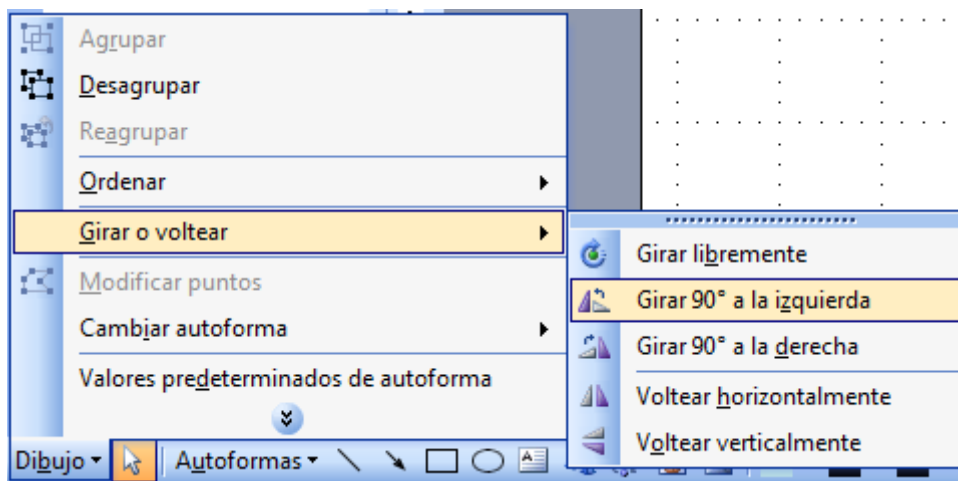 Agrupar
Desagrupar
Reagrupar
Ordenar
Girar o voltear
Modificar puntos
Cambiar autoforma
Valores predeterminados de autoforma
Girar libremente
Girar 90° a la izquierda
Girar 90° a la derecha
Voltear horizontalmente
Voltear verticalmente
Dibujo
Autoformas